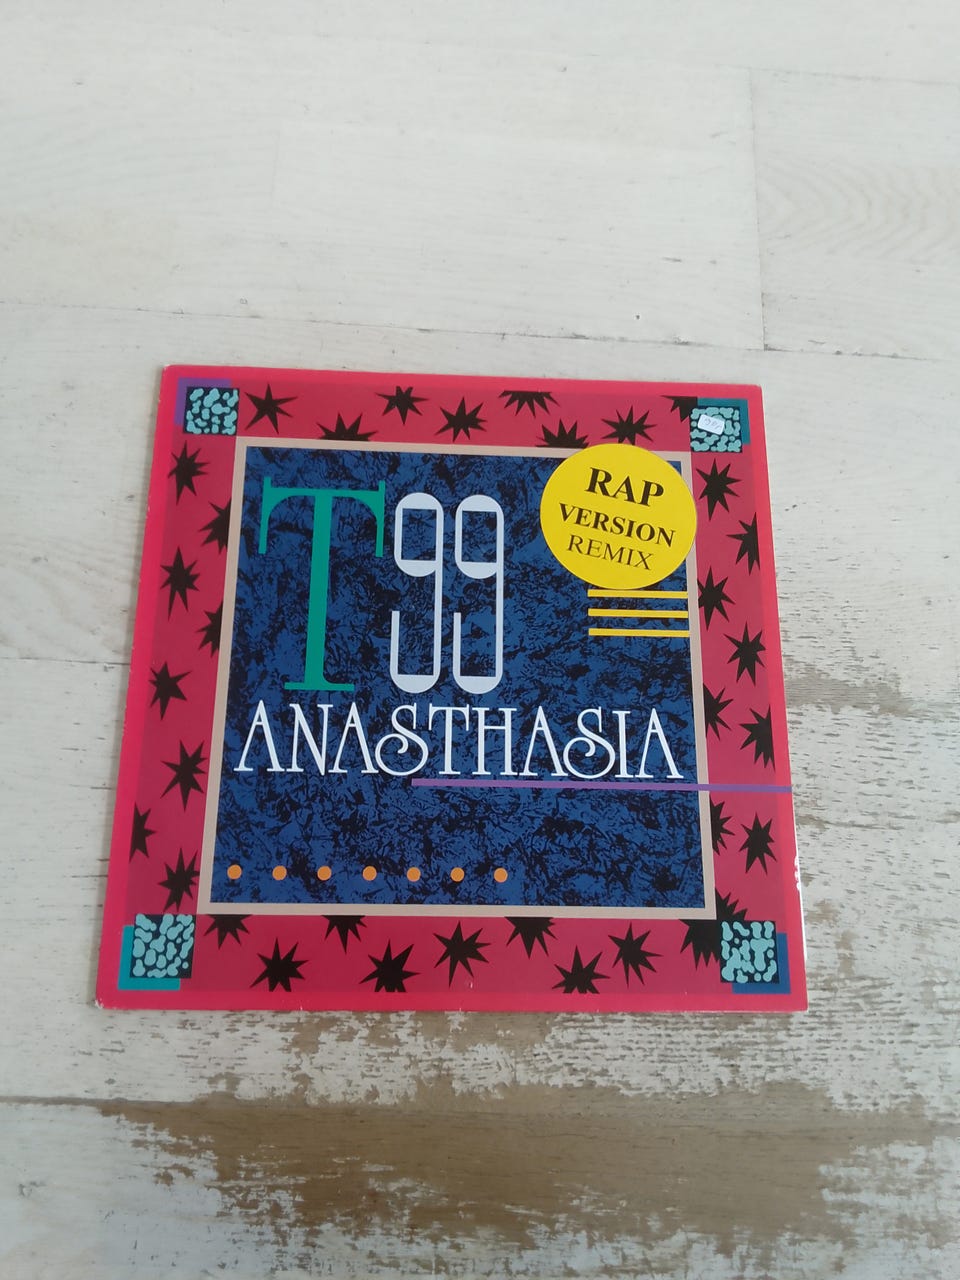 T99
ANASTHASIA
RAP
VERSION
REMIX